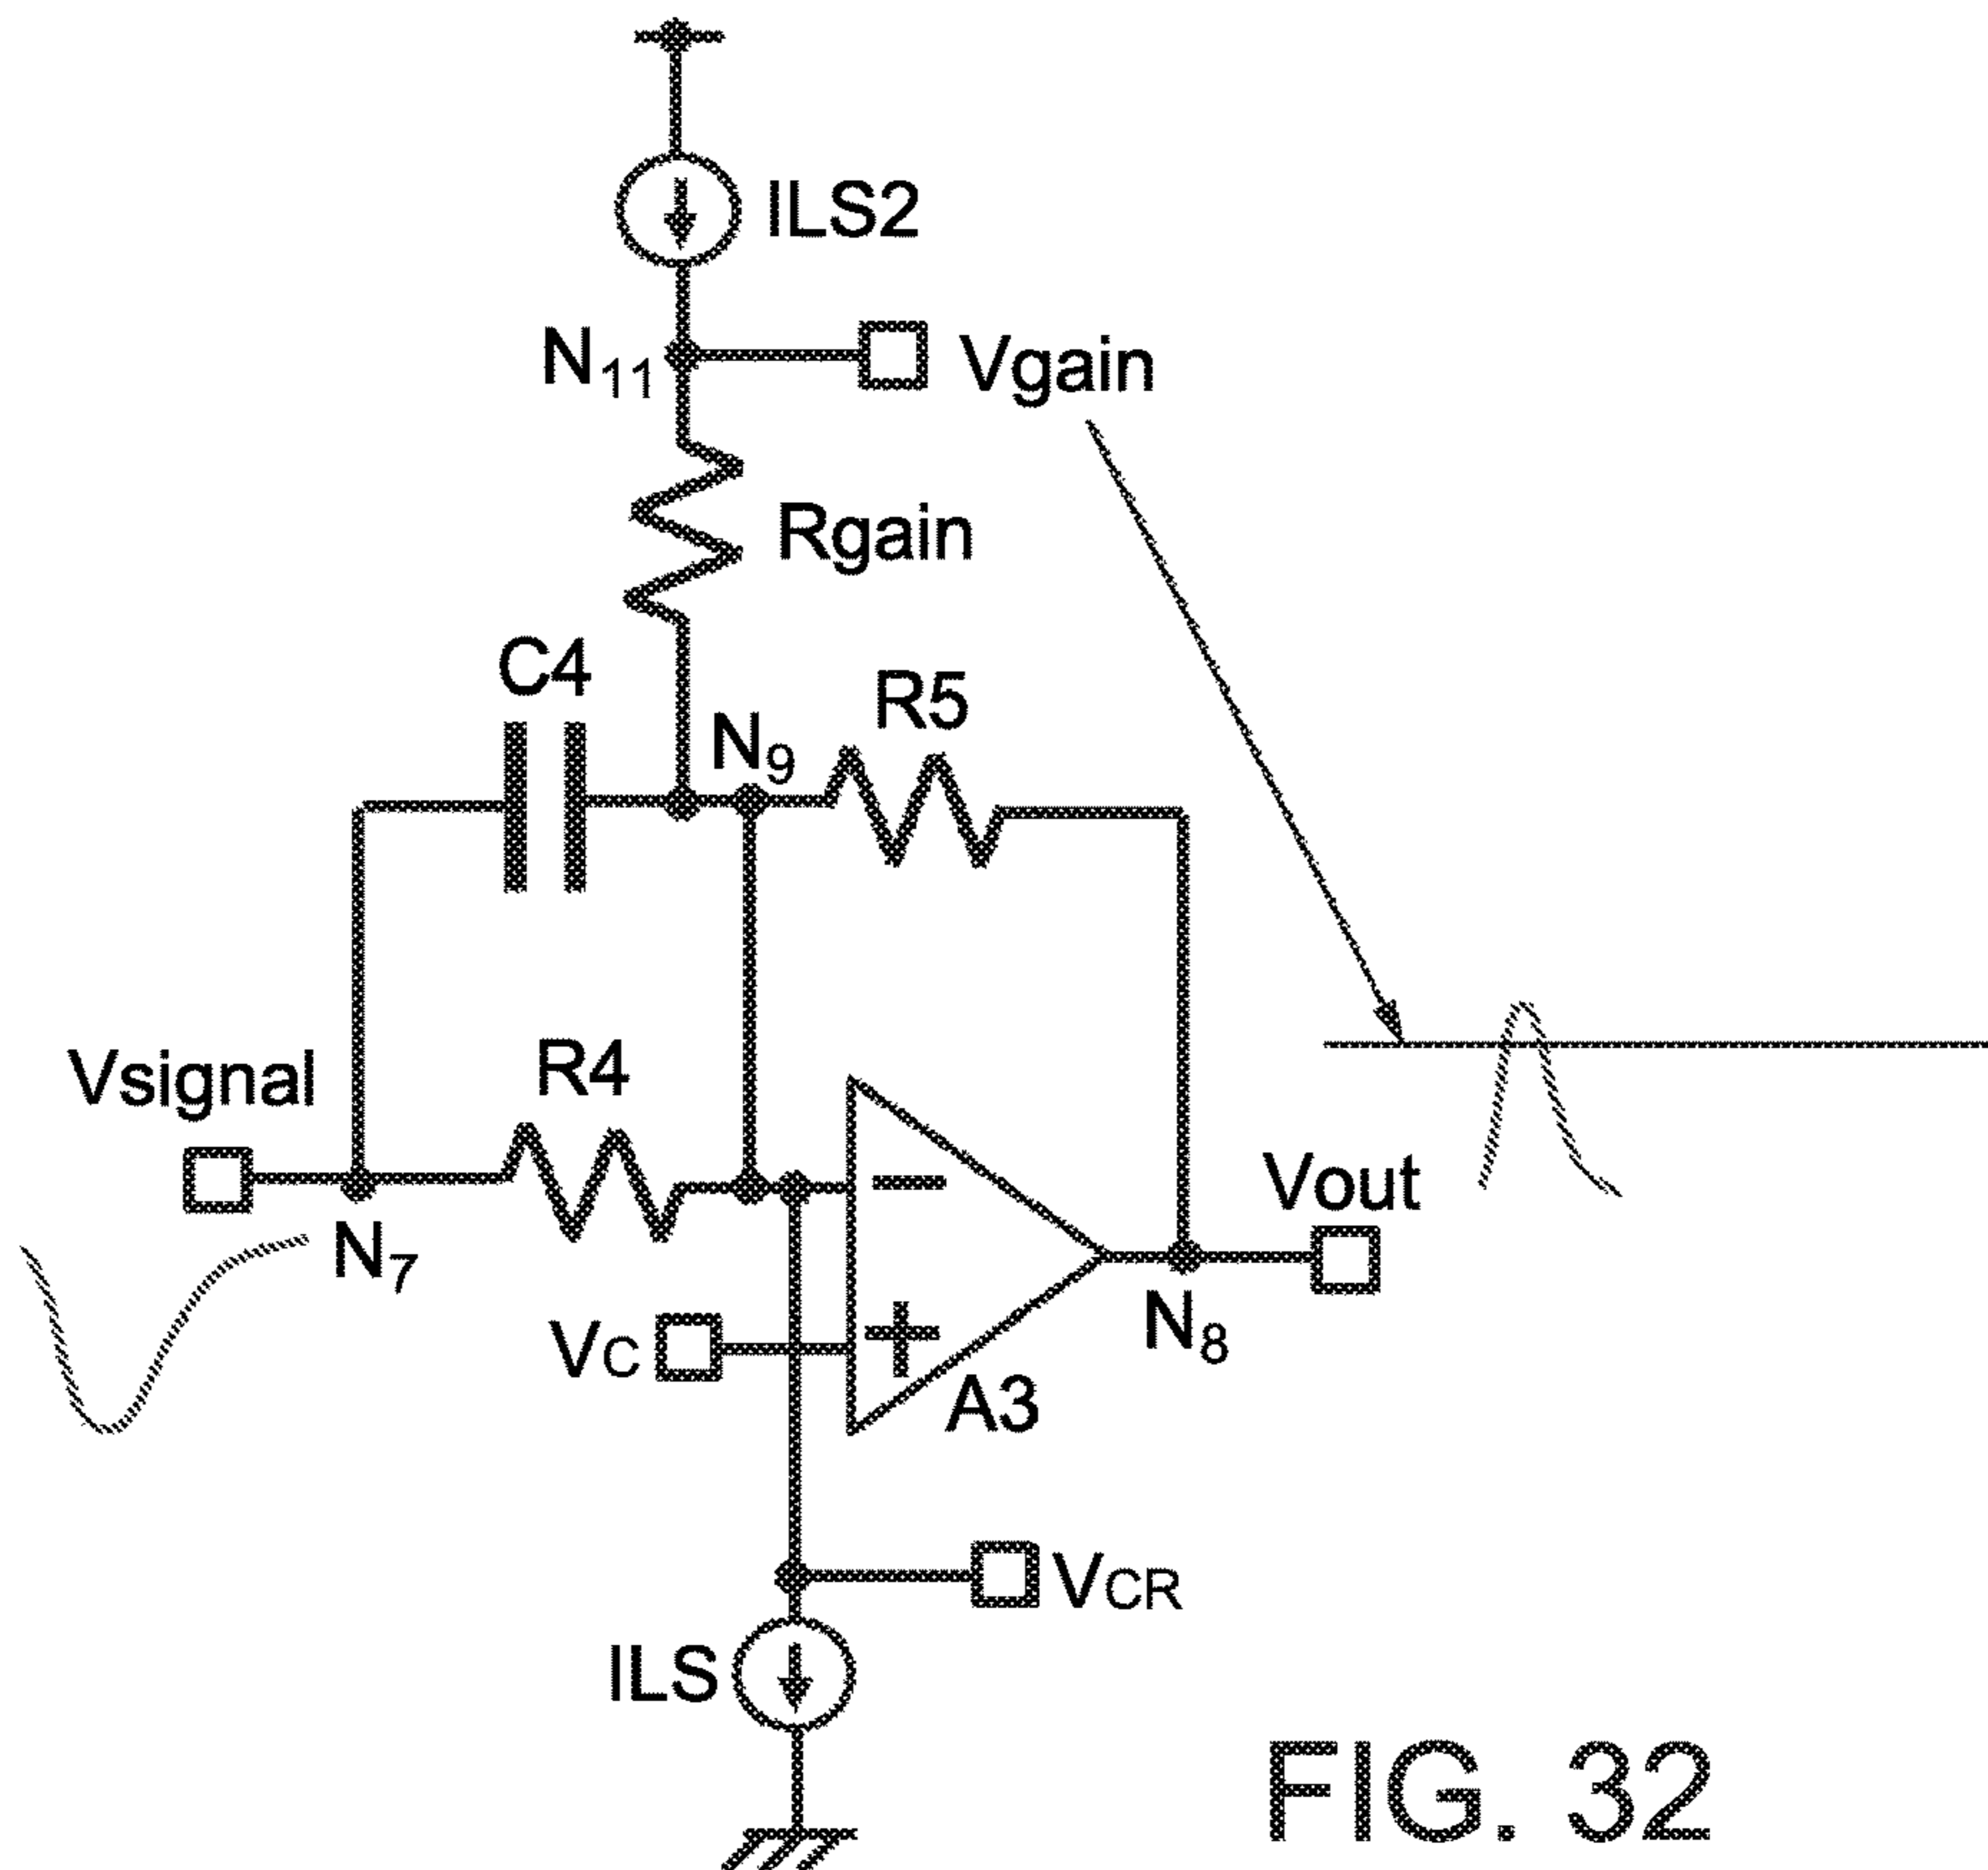 ILS2
N11
Vgain
Rgain
C4
N9
R5
Vsignal
R4
N7
−
VC
+
A3
Vout
N8
VCR
ILS
FIG. 32